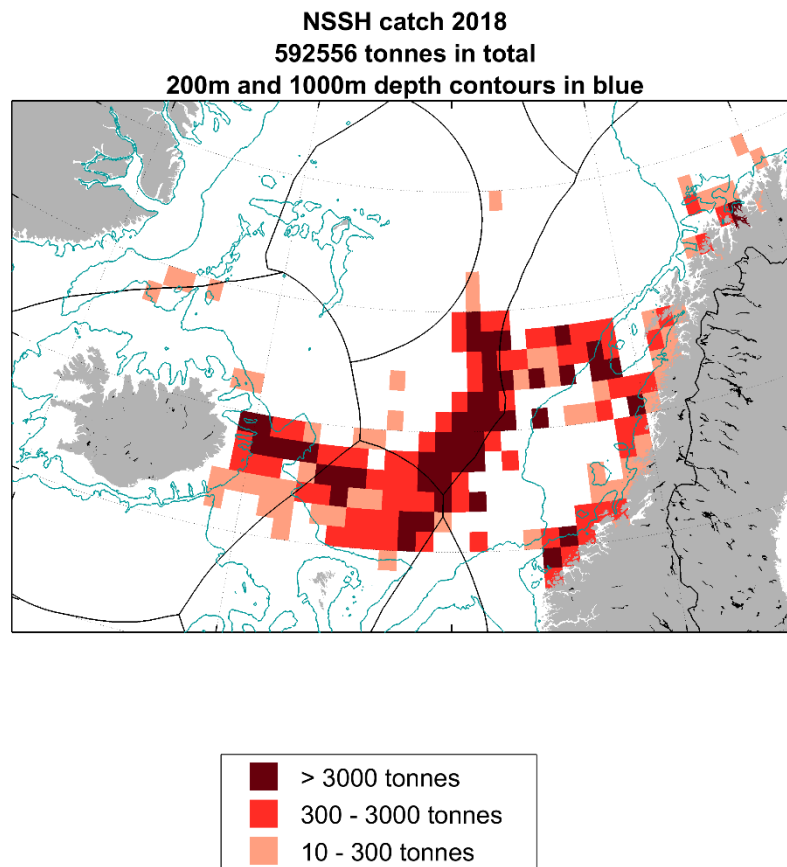 NSSH catch 2018
592556 tonnes in total
200m and 1000m depth contours in blue
> 3000 tonnes
300 - 3000 tonnes
10 - 300 tonnes